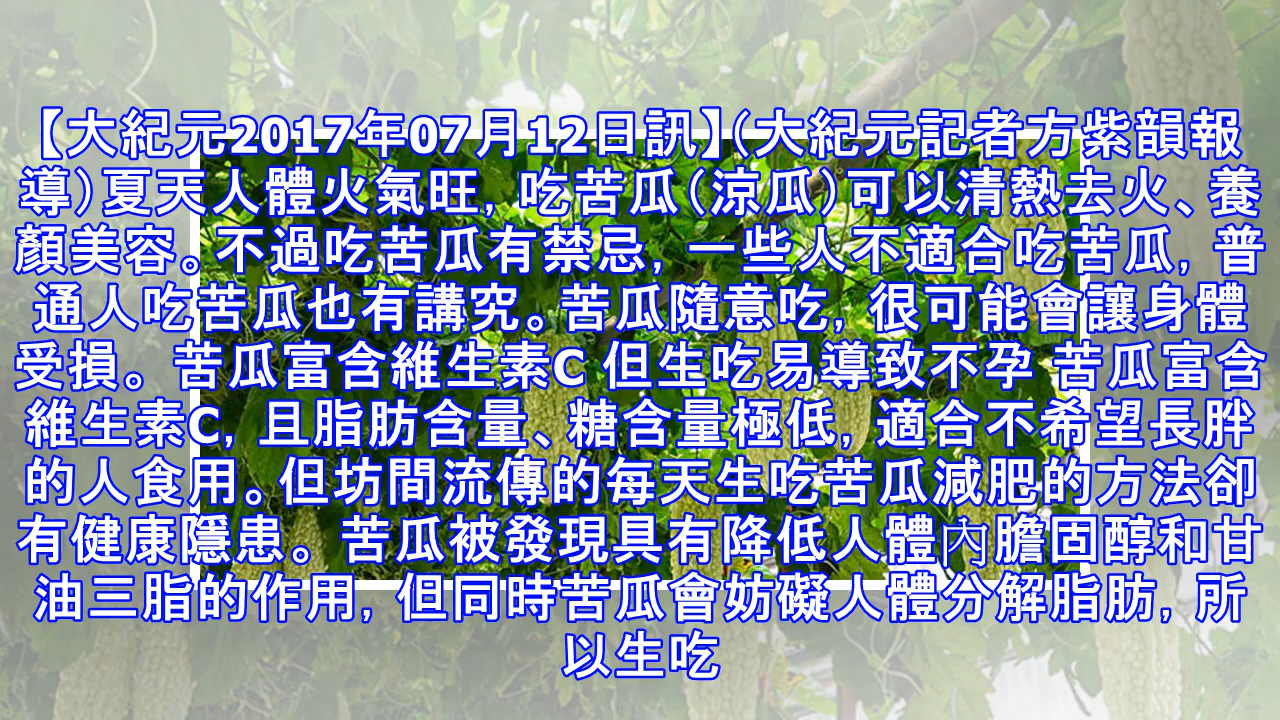 【大紀元2017年07月12日訊】（大紀元記者方紫韻報
導）夏天人體火氣旺，吃苦瓜（涼瓜）可以清熱去火、養
顏美容。不過吃苦瓜有禁忌，一些人不適合吃苦瓜，普
通人吃苦瓜也有講究。苦瓜隨意吃，很可能會讓身體
受損。 苦瓜富含維生素C 但生吃易導致不孕 苦瓜富含
維生素C，且脂肪含量、糖含量極低，適合不希望長胖
的人食用。但坊間流傳的每天生吃苦瓜減肥的方法卻
有健康隱患。 苦瓜被發現具有降低人體內膽固醇和甘
油三脂的作用，但同時苦瓜會妨礙人體分解脂肪，所
以生吃